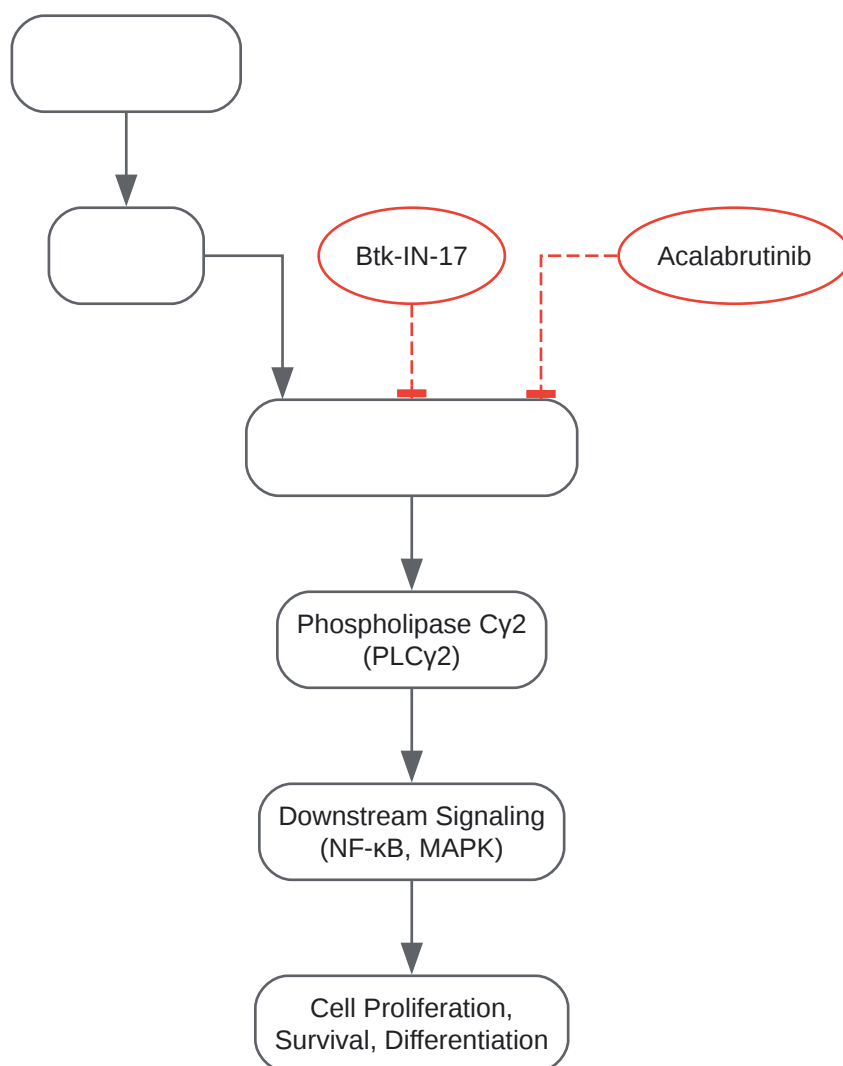 Btk-IN-17
Acalabrutinib
Phospholipase Cγ2
(PLCγ2)
Downstream Signaling
(NF-κB, MAPK)
Cell Proliferation,
Survival, Differentiation